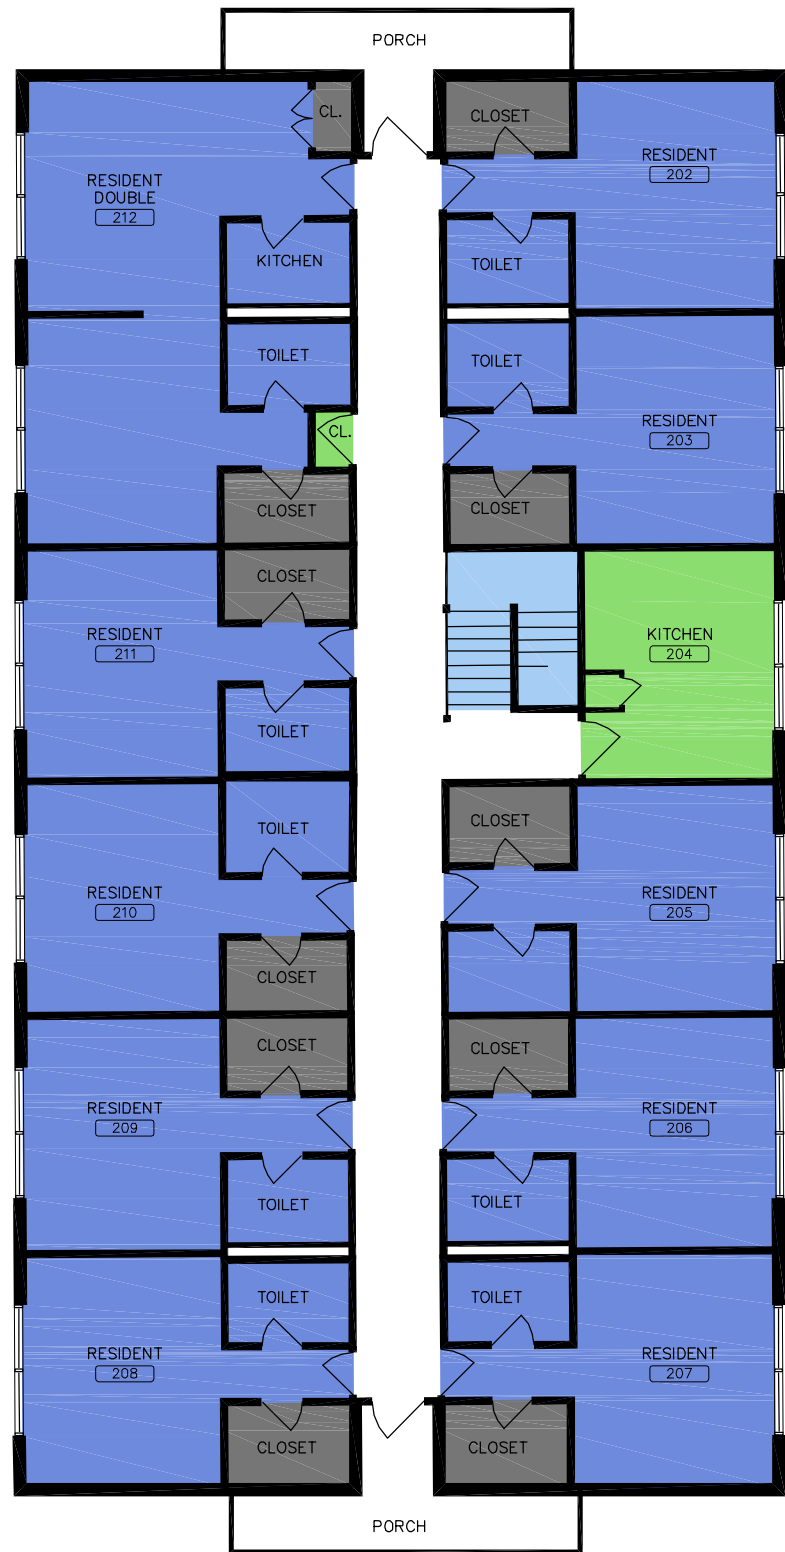 PORCH
CL.
CLOSET
RESIDENT
202
RESIDENT
DOUBLE
212
KITCHEN
TOILET
TOILET
TOILET
RESIDENT
203
CL.
CLOSET
CLOSET
CLOSET
RESIDENT
211
KITCHEN
204
TOILET
TOILET
CLOSET
RESIDENT
210
RESIDENT
205
CLOSET
CLOSET
CLOSET
RESIDENT
209
RESIDENT
206
TOILET
TOILET
TOILET
TOILET
RESIDENT
208
RESIDENT
207
CLOSET
CLOSET
PORCH